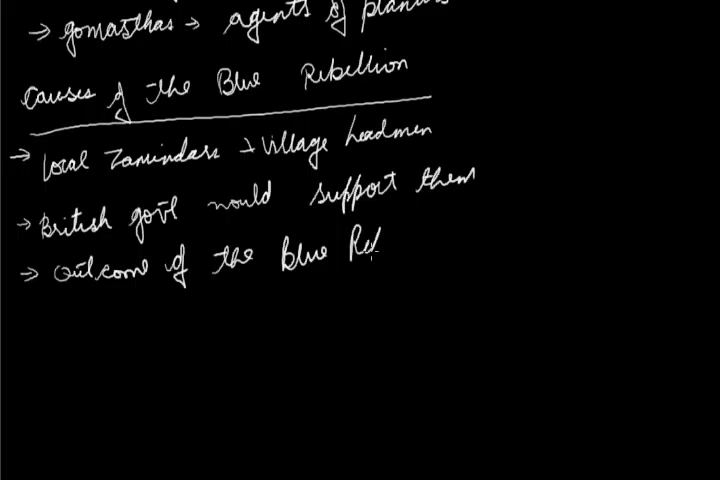 → gomasthas → agents of planters
Causes of the Blue Rebellion
→ Local Zamindars + Village headmen
→ British gov't would support them
→ Outcome of the Blue Re